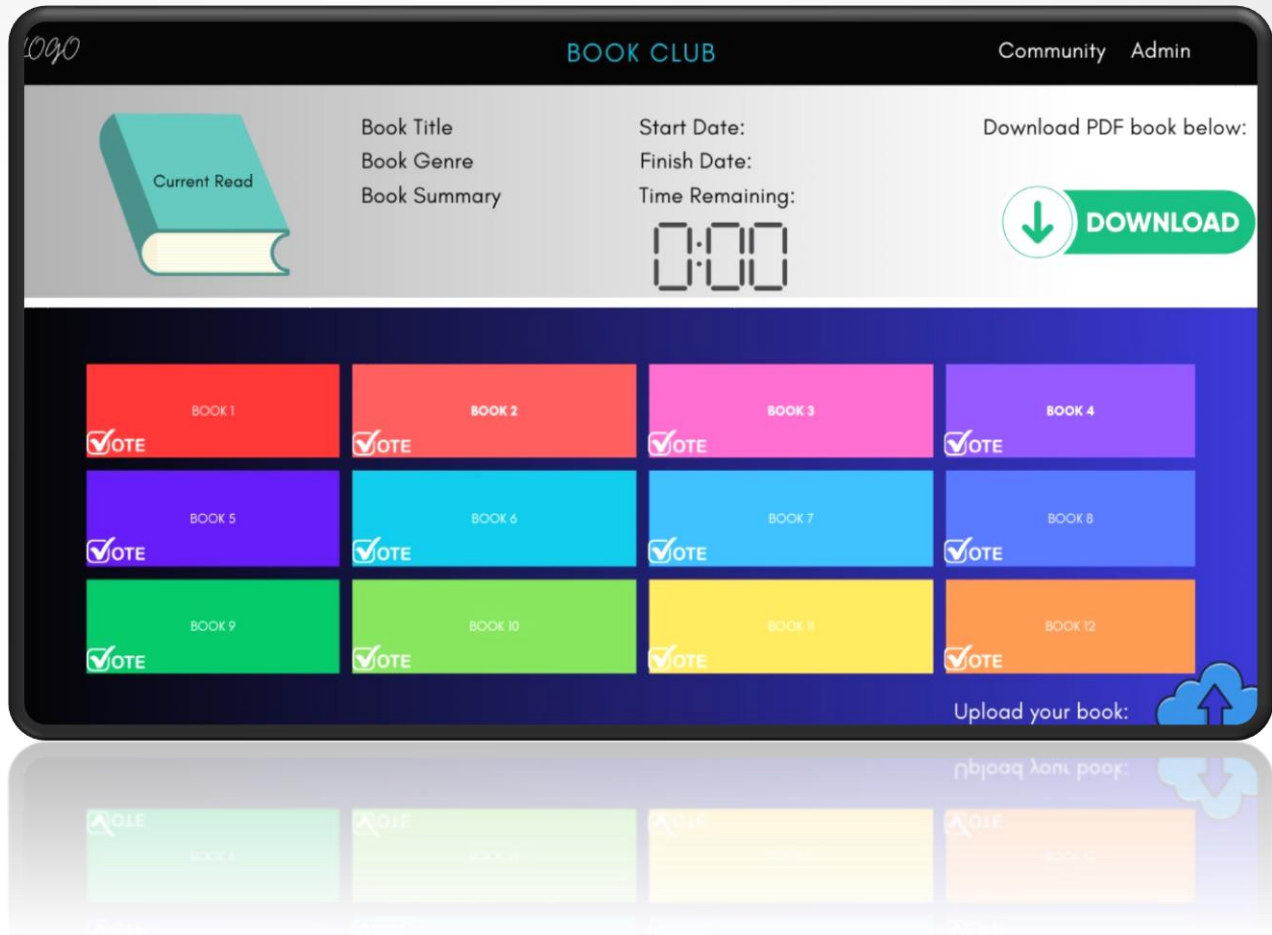 LOGO
BOOK CLUB
Community Admin
Current Read
Book Title
Book Genre
Book Summary
Start Date:
Finish Date:
Time Remaining:
0:00
Download PDF book below:
DOWNLOAD
BOOK 1
VOTE
BOOK 2
VOTE
BOOK 3
VOTE
BOOK 4
VOTE
BOOK 5
VOTE
BOOK 6
VOTE
BOOK 7
VOTE
BOOK 8
VOTE
BOOK 9
VOTE
BOOK 10
VOTE
BOOK 11
VOTE
BOOK 12
VOTE
Upload your book: